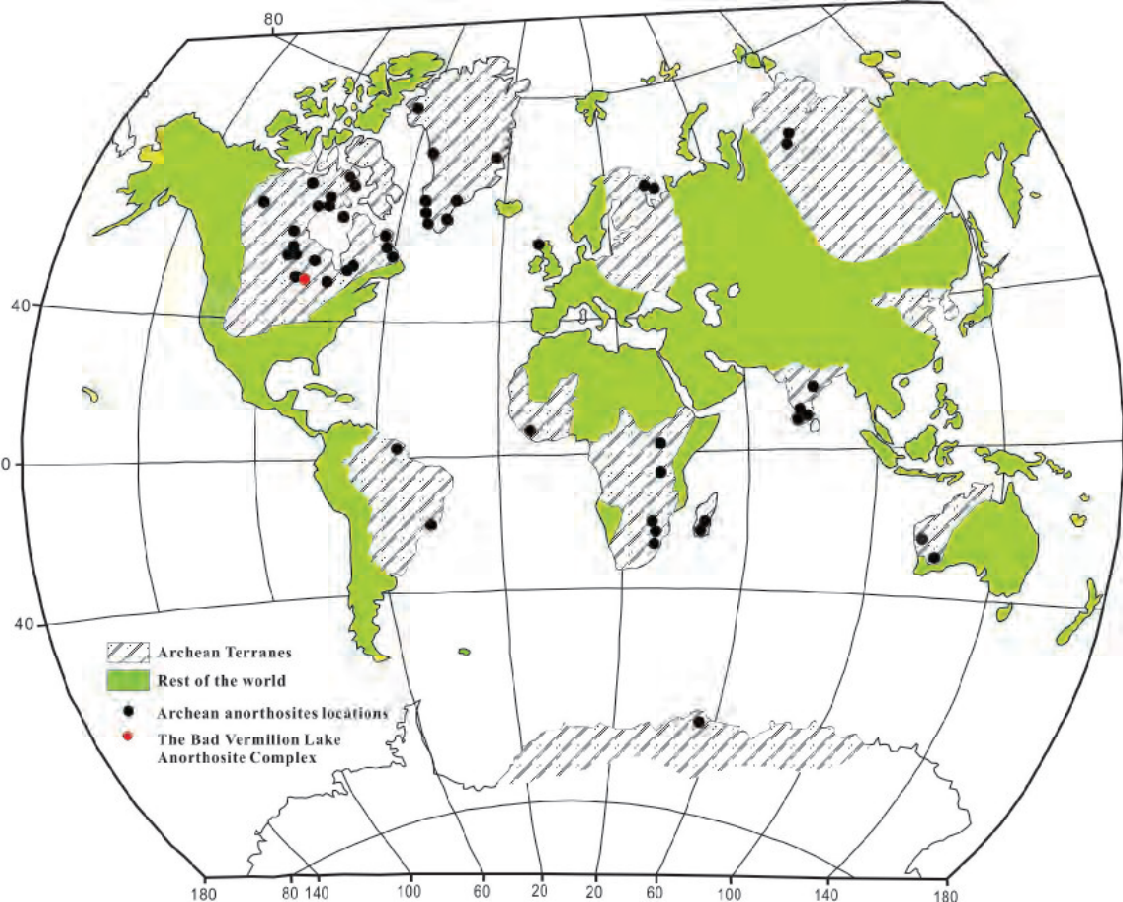 80
40
0
40
Archean Terranes
Rest of the world
Archean anorthosites locations
The Bad Vermilion Lake
Anorthosite Complex
180 80 140 100 60 20 20 60 100 140 180